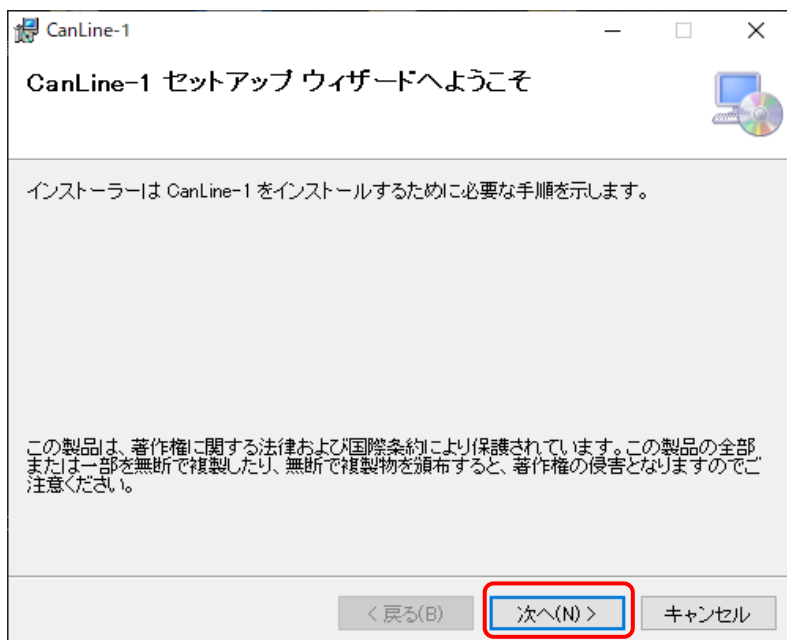 CanLine-1
CanLine-1 セットアップ ウィザードへようこそ
インストーラーは CanLine-1 をインストールするために必要な手順を示します。
この製品は、著作権に関する法律および国際条約により保護されています。この製品の全部
または一部を無断で複製したり、無断で複製物を頒布すると、著作権の侵害となりますのでご
注意ください。
< 戻る(B)
次へ(N) >
キャンセル